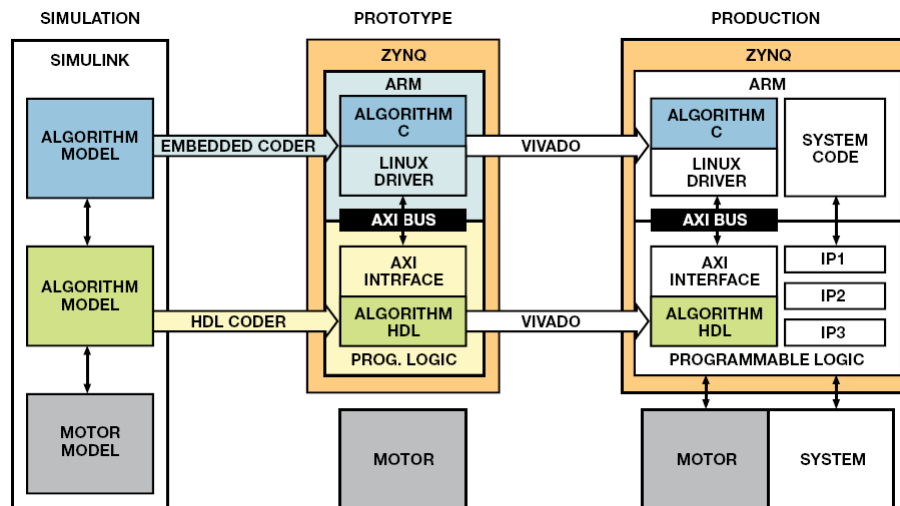 SIMULATION
SIMULINK
ALGORITHM
MODEL
ALGORITHM
MODEL
MOTOR
MODEL
EMBEDDED CODER
HDL CODER
PROTOTYPE
ZYNQ
ARM
ALGORITHM
C
LINUX
DRIVER
AXI BUS
AXI
INTRFACE
ALGORITHM
HDL
PROG. LOGIC
MOTOR
VIVADO
VIVADO
PRODUCTION
ZYNQ
ARM
ALGORITHM
C
LINUX
DRIVER
SYSTEM
CODE
AXI BUS
AXI
INTERFACE
ALGORITHM
HDL
IP1
IP2
IP3
PROGRAMMABLE LOGIC
MOTOR
SYSTEM